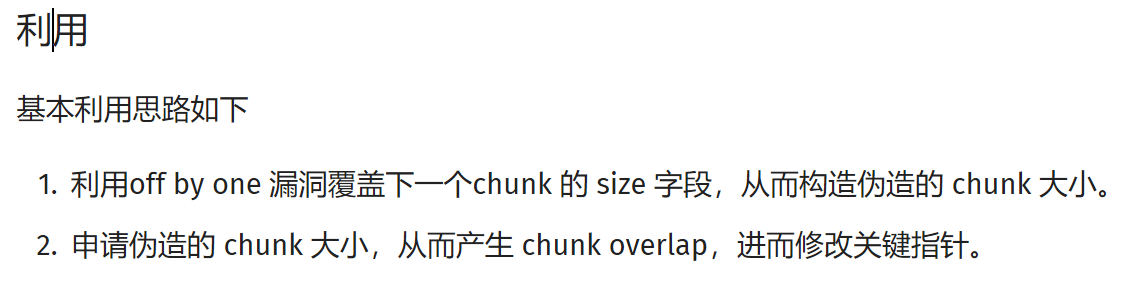 利用
基本利用思路如下
1. 利用off by one 漏洞覆盖下一个chunk 的 size 字段，从而构造伪造的 chunk 大小。
2. 申请伪造的 chunk 大小，从而产生 chunk overlap，进而修改关键指针。